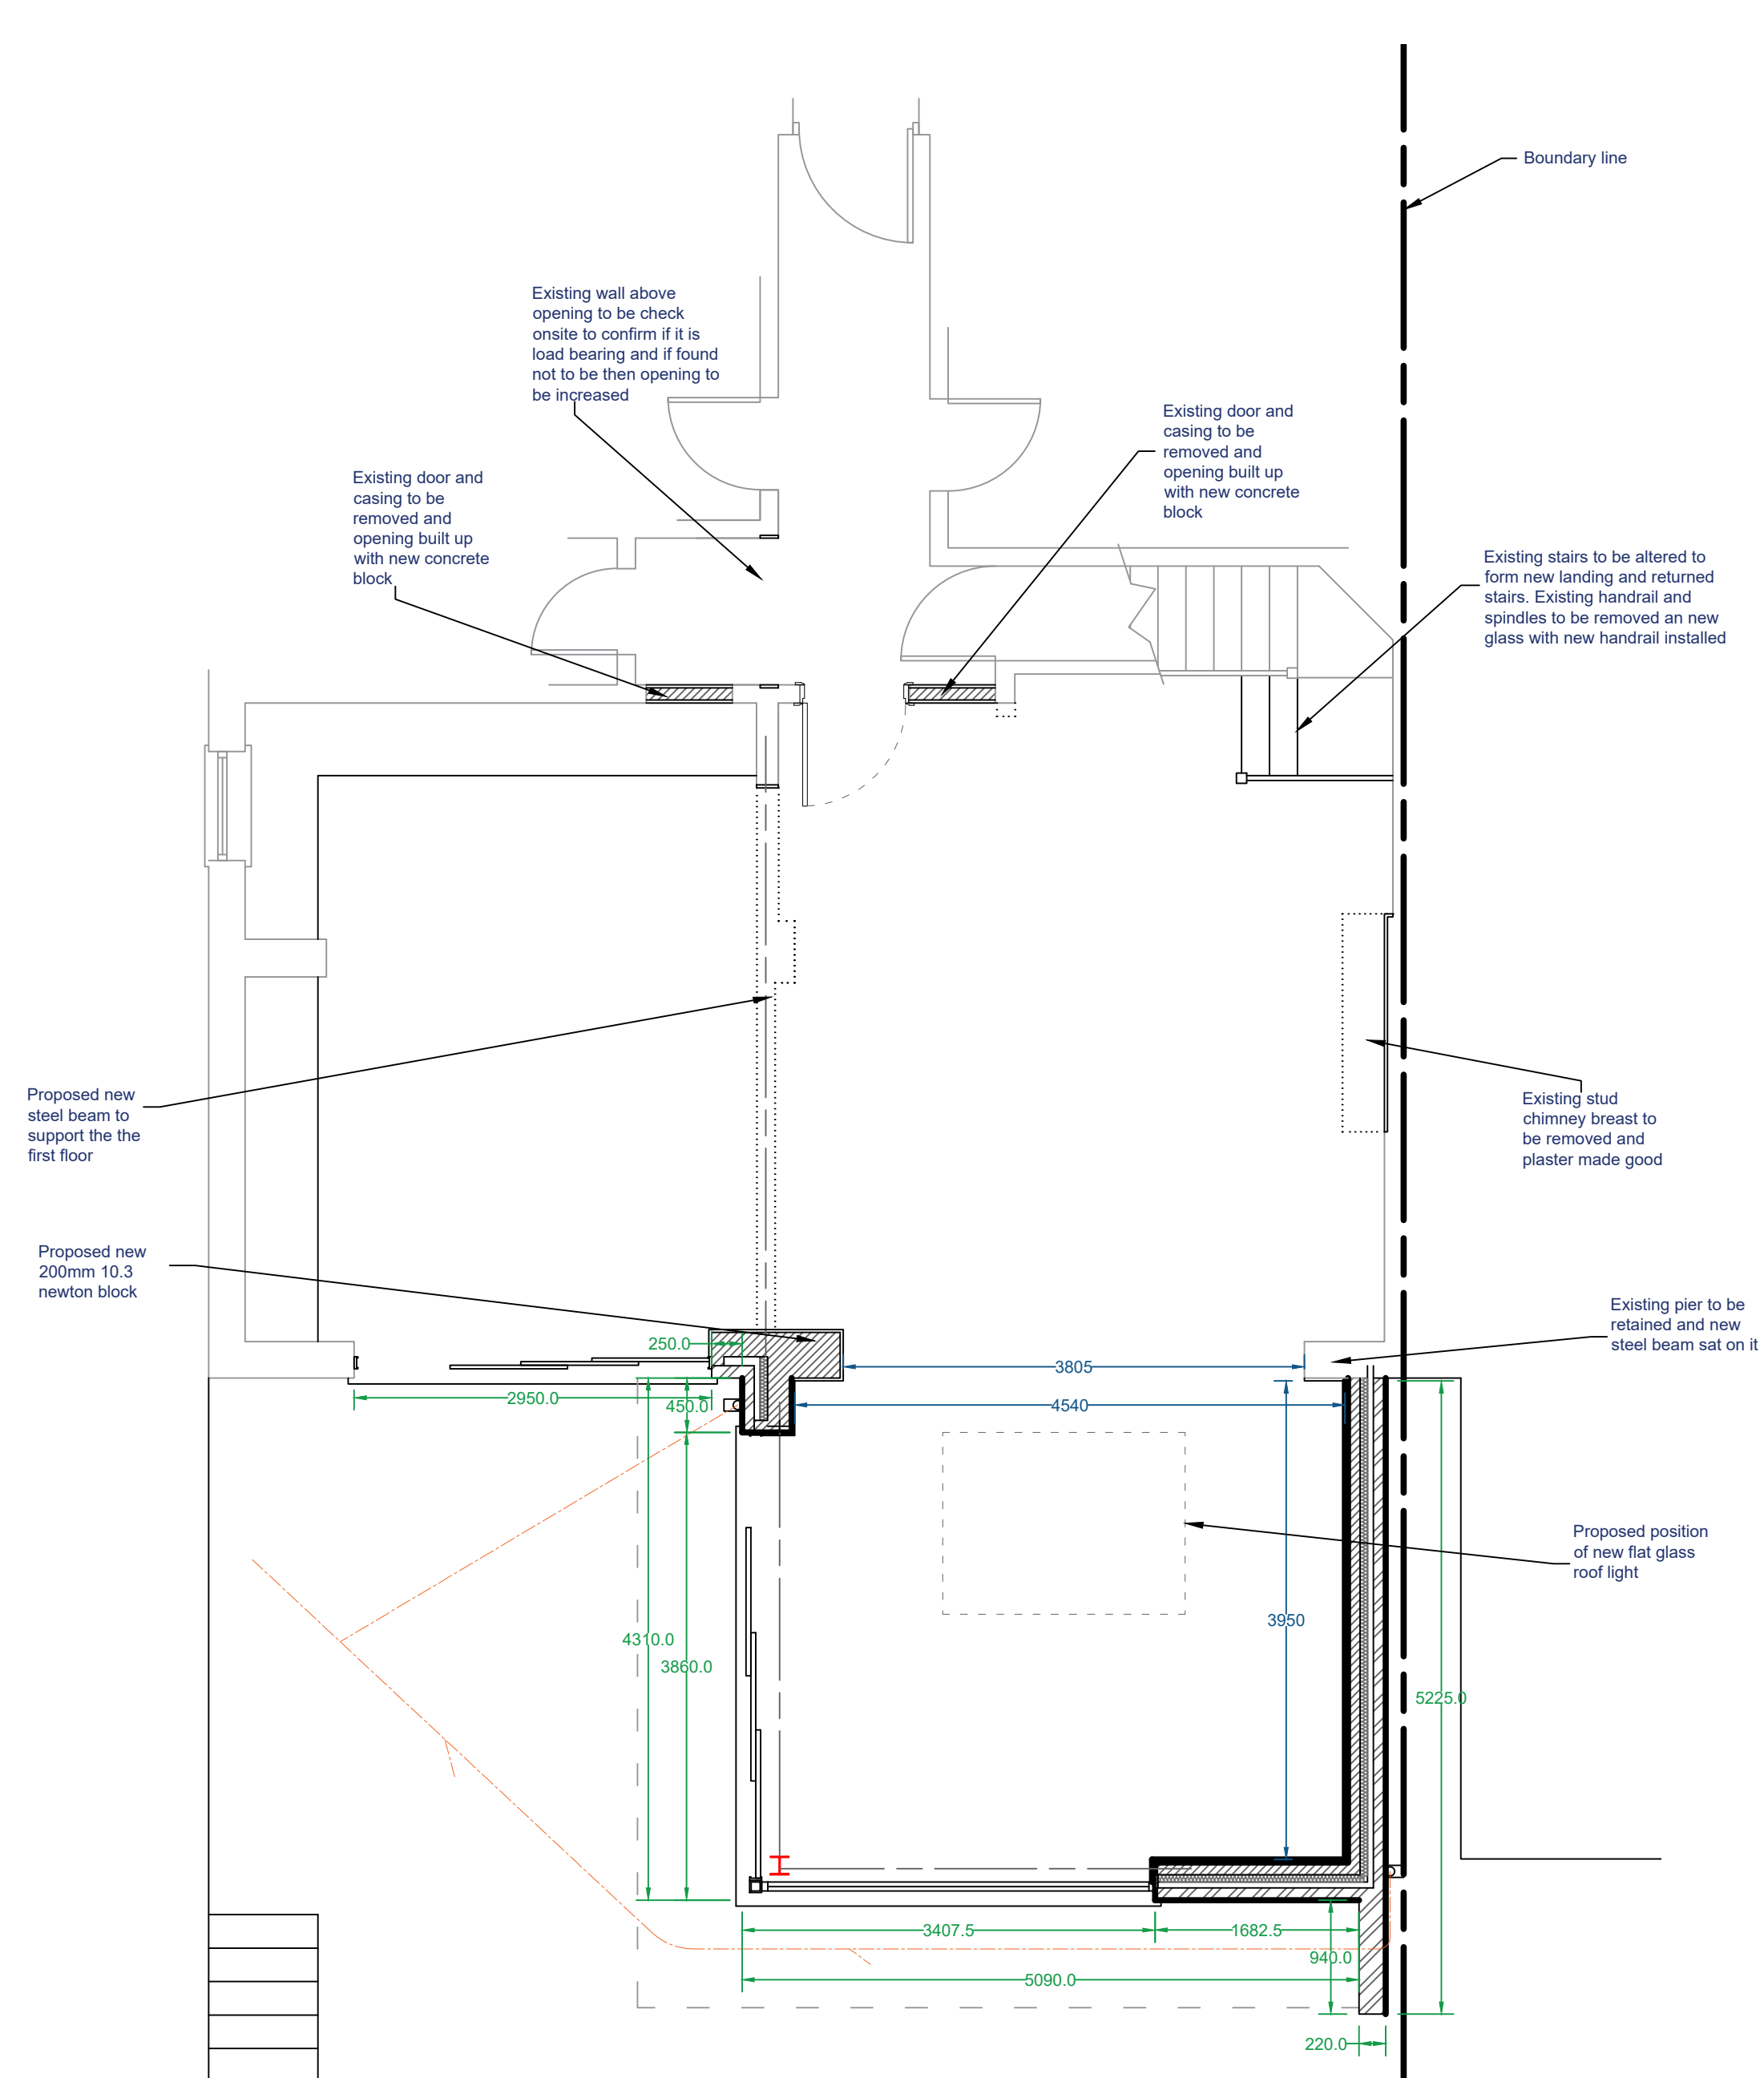 Boundary line
Existing wall above
opening to be check
onsite to confirm if it is
load bearing and if found
not to be then opening to
be increased
Existing door and
casing to be
removed and
opening built up
with new concrete
block
Existing door and
casing to be
removed and
opening built up
with new concrete
block
Existing stairs to be altered to
form new landing and returned
stairs. Existing handrail and
spindles to be removed an new
glass with new handrail installed
Proposed new
steel beam to
support the the
first floor
Existing stud
chimney breast to
be removed and
plaster made good
Proposed new
200mm 10.3
newton block
Existing pier to be
retained and new
steel beam sat on it
250.0
3805
2950.0
450.0
4540
Proposed position
of new flat glass
roof light
3950
4310.0
3860.0
5225.0
3407.5
1682.5
940.0
5090.0
220.0